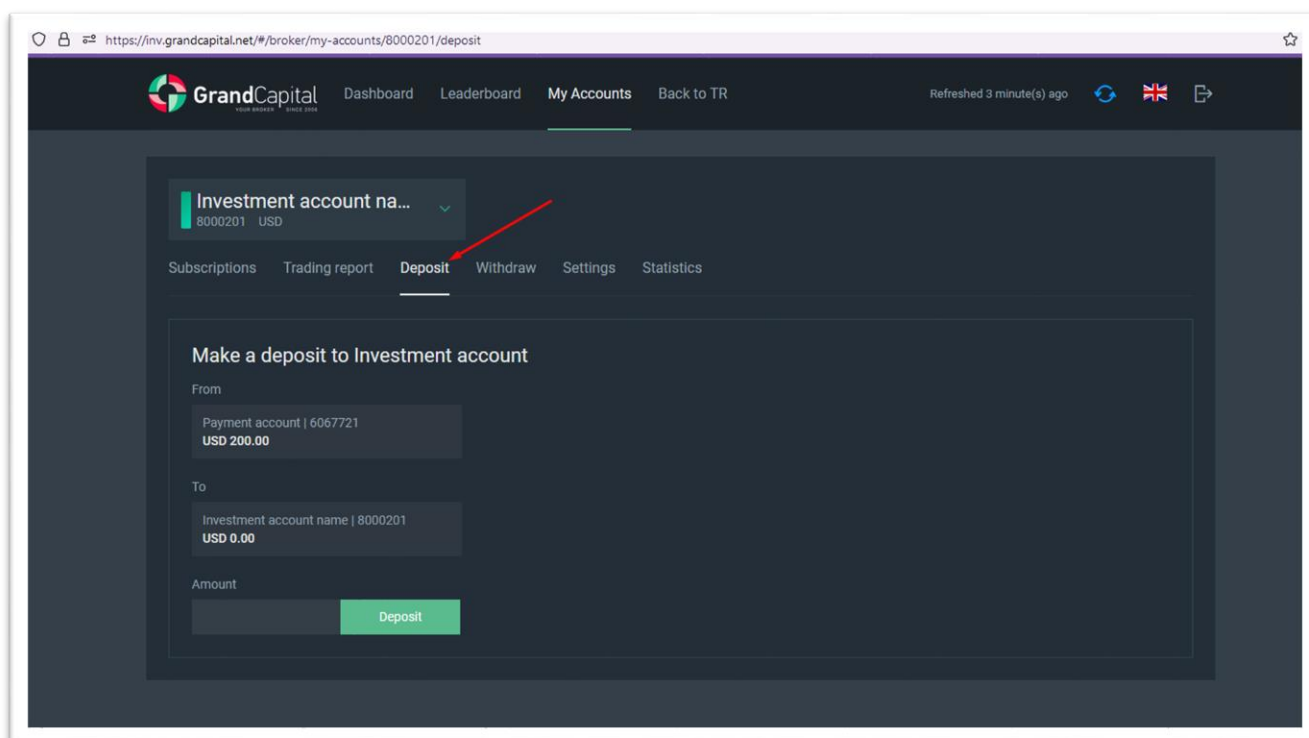 https://inv.grandcapital.net/#/broker/my-accounts/8000201/deposit
GrandCapital
YOUR BROKER SINCE 2006
Dashboard Leaderboard My Accounts Back to TR Refreshed 3 minute(s) ago
Investment account na...
8000201 USD
Subscriptions Trading report Deposit Withdraw Settings Statistics
Make a deposit to Investment account
From
Payment account | 6067721
USD 200.00
To
Investment account name | 8000201
USD 0.00
Amount
Deposit